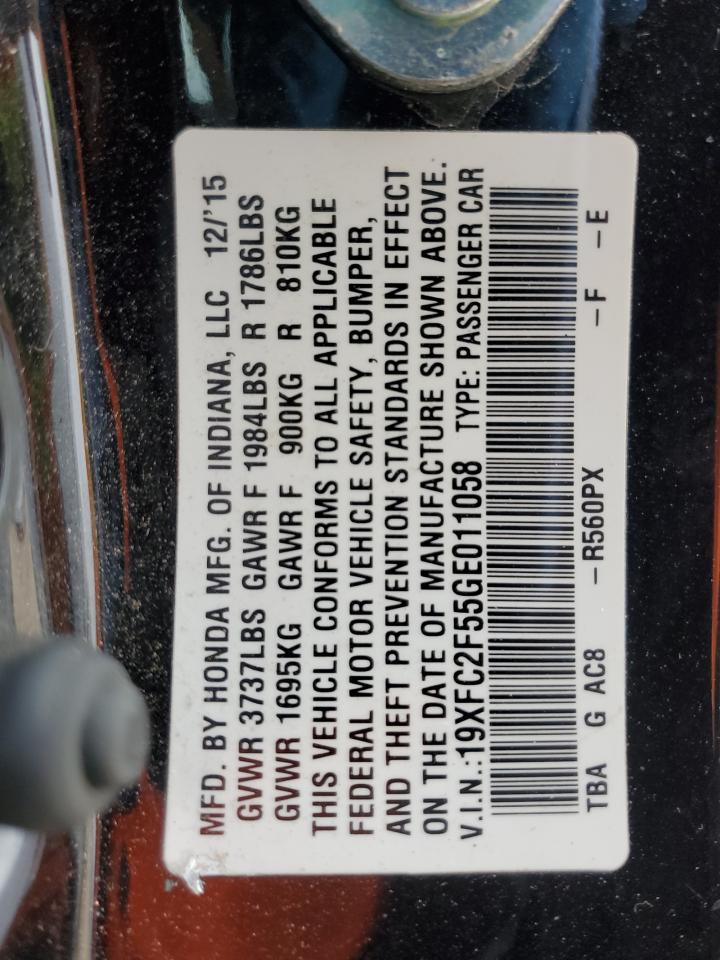 MFD. BY HONDA MFG. OF INDIANA, LLC 12/'15
GVWR 3737LBS GAWR F 1984LBS R 1786LBS
GVWR 1695KG GAWR F 900KG R 810KG
THIS VEHICLE CONFORMS TO ALL APPLICABLE
FEDERAL MOTOR VEHICLE SAFETY, BUMPER,
AND THEFT PREVENTION STANDARDS IN EFFECT
ON THE DATE OF MANUFACTURE SHOWN ABOVE.
V.I.N.:19XFC2F55GE011058 TYPE: PASSENGER CAR
TBA G AC8 –R560PX –F –E